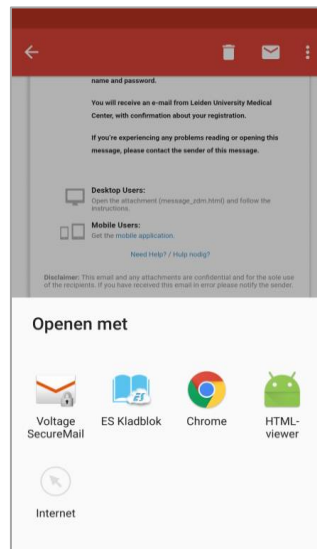 name and password.
You will receive an e-mail from Leiden University Medical
Center, with confirmation about your registration.
If you're experiencing any problems reading or opening this
message, please contact the sender of this message.
Desktop Users:
Open the attachment (message_zdm.html) and follow the
instructions.
Mobile Users:
Get the mobile application.
Need Help? / Hulp nodig?
Disclaimer: This email and any attachments are confidential and for the sole use
of the recipients. If you have received this email in error please notify the sender.
Openen met
Voltage
SecureMail
ES Kladblok
Chrome
HTML-
viewer
Internet